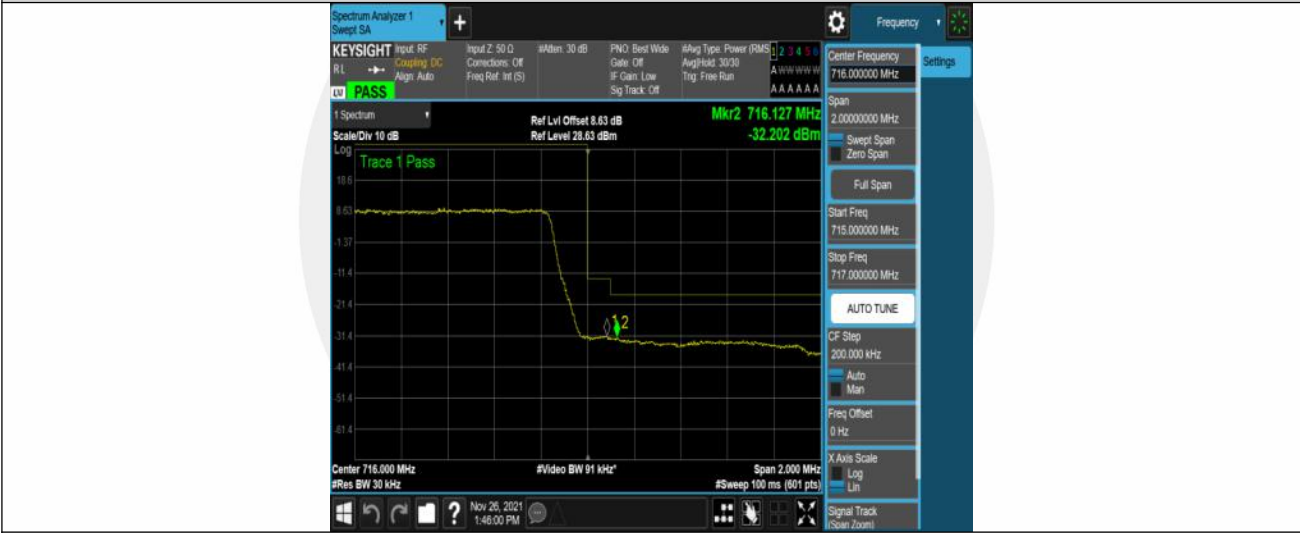 Spectrum Analyzer 1
Swept SA
+
Frequency
KEYSIGHT
Input: RF
Coupling: DC
Align: Auto
RL
LW
PASS
Input Z: 50 Ω
Corrections: Off
Freq Ref: Int (S)
#Atten: 30 dB
PNO: Best Wide
Gate: Off
IF Gain: Low
Sig Track: Off
#Avg Type: Power (RMS
Avg|Hold: 30/30
Trig: Free Run
1 2 3 4 5 6
A W W W W W
A A A A A A
Center Frequency
716.000000 MHz
Settings
1 Spectrum
Scale/Div 10 dB
Ref Lvl Offset 8.63 dB
Ref Level 28.63 dBm
Mkr2 716.127 MHz
-32.202 dBm
Span
2.00000000 MHz
Swept Span
Zero Span
Full Span
Start Freq
715.000000 MHz
Stop Freq
717.000000 MHz
AUTO TUNE
CF Step
200.000 kHz
Auto
Man
Freq Offset
0 Hz
X Axis Scale
Log
Lin
Signal Track
(Span Zoom)
Log
Trace 1 Pass
18.6
8.63
-1.37
-11.4
-21.4
-31.4
-41.4
-51.4
-61.4
1 2
Center 716.000 MHz
#Res BW 30 kHz
#Video BW 91 kHz*
Span 2.000 MHz
#Sweep 100 ms (601 pts)
?
Nov 26, 2021
1:46:00 PM